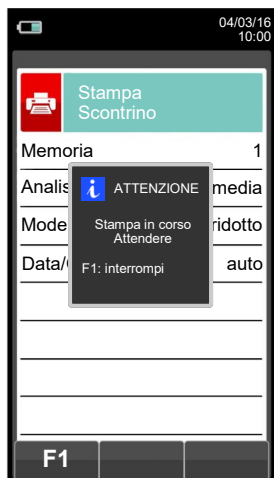 04/03/16
10:00
Stampa
Scontrino
Memoria 1
Analis media
Mode ridotto
Data/ auto
ATTENZIONE
Stampa in corso
Attendere
F1: interrompi
F1